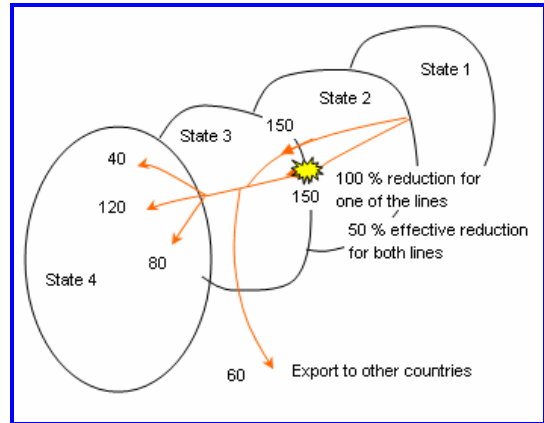 State 1
State 2
150
State 3
40
100 % reduction for
one of the lines
150
120
50 % effective reduction
for both lines
80
State 4
60
Export to other countries